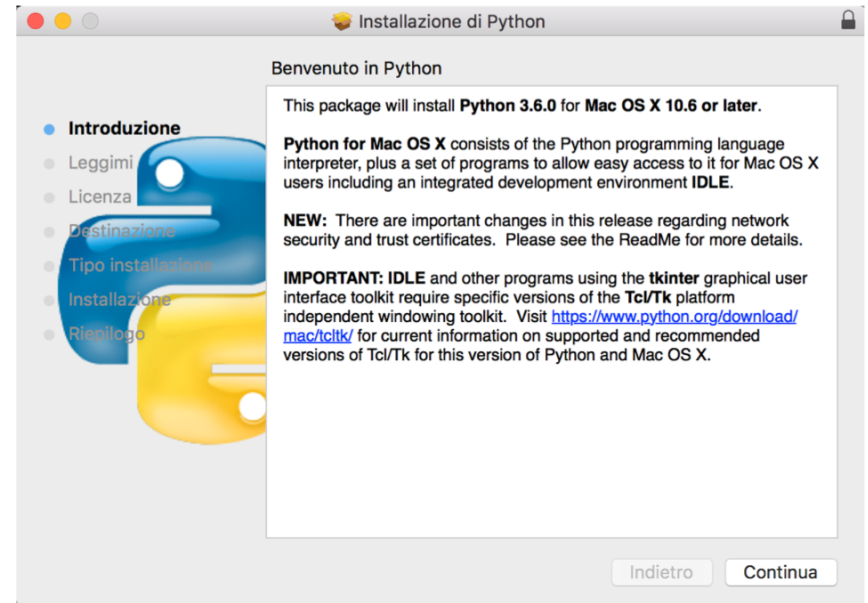 Installazione di Python
Benvenuto in Python
Introduzione
Leggimi
Licenza
Destinazione
Tipo installazione
Installazione
Riepilogo
This package will install Python 3.6.0 for Mac OS X 10.6 or later.
Python for Mac OS X consists of the Python programming language
interpreter, plus a set of programs to allow easy access to it for Mac OS X
users including an integrated development environment IDLE.
NEW: There are important changes in this release regarding network
security and trust certificates. Please see the ReadMe for more details.
IMPORTANT: IDLE and other programs using the tkinter graphical user
interface toolkit require specific versions of the Tcl/Tk platform
independent windowing toolkit. Visit https://www.python.org/download/
mac/tcltk/ for current information on supported and recommended
versions of Tcl/Tk for this version of Python and Mac OS X.
Indietro
Continua